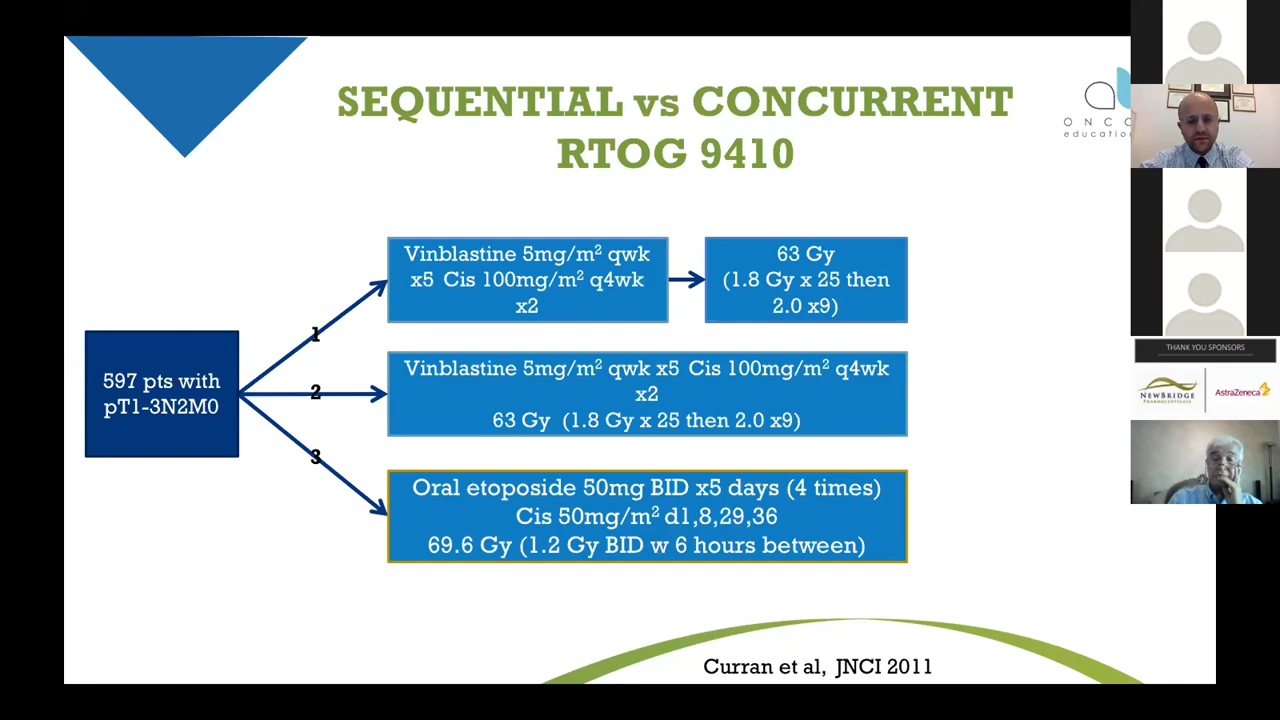 SEQUENTIAL vs CONCURRENT
RTOG 9410
ONCO
education
597 pts with
pT1-3N2M0
1
2
3
Vinblastine 5mg/m² qwk
x5 Cis 100mg/m² q4wk
x2
63 Gy
(1.8 Gy x 25 then
2.0 x9)
Vinblastine 5mg/m² qwk x5 Cis 100mg/m² q4wk
x2
63 Gy (1.8 Gy x 25 then 2.0 x9)
Oral etoposide 50mg BID x5 days (4 times)
Cis 50mg/m² d1,8,29,36
69.6 Gy (1.2 Gy BID w 6 hours between)
Curran et al, JNCI 2011
THANK YOU SPONSORS
NEWBRIDGE
PHARMACEUTICALS
AstraZeneca